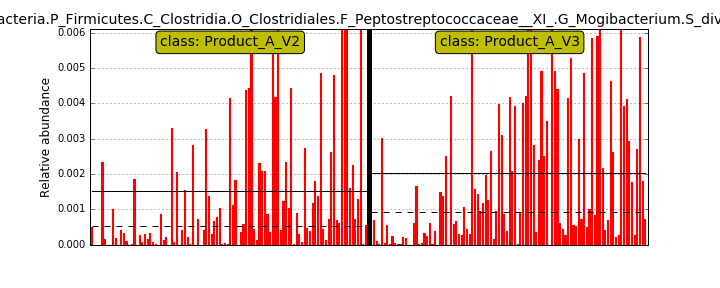 acteria.P_Firmicutes.C_Clostridia.O_Clostridiales.F_Peptostreptococcaceae__XI_.G_Mogibacterium.S_div
0.006
class: Product_A_V2
class: Product_A_V3
0.005
0.004
0.003
0.002
0.001
0.000
Relative abundance